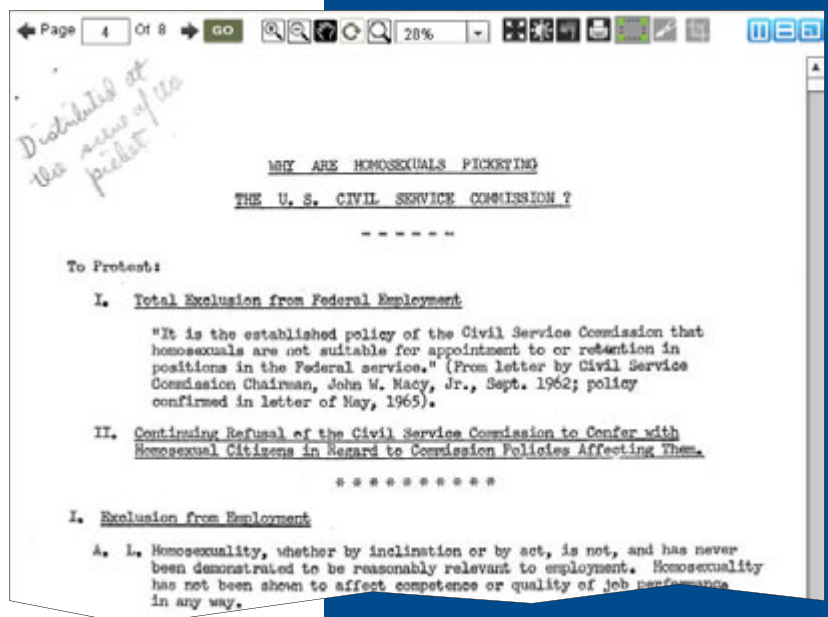 Page 4 Of 8 GO 28%
Distributed at
the scene of the
picket
WHY ARE HOMOSEXUALS PICKETING
THE U. S. CIVIL SERVICE COMMISSION ?
- - - - - -
To Protest:
I. Total Exclusion from Federal Employment
"It is the established policy of the Civil Service Commission that
homosexuals are not suitable for appointment to or retention in
positions in the Federal service." (From letter by Civil Service
Commission Chairman, John W. Macy, Jr., Sept. 1962; policy
confirmed in letter of May, 1965).
II. Continuing Refusal of the Civil Service Commission to Confer with
Homosexual Citizens in Regard to Commission Policies Affecting Them.
* * * * * * * * * *
I. Exclusion from Employment
A. 1. Homosexuality, whether by inclination or by act, is not, and has never
been demonstrated to be reasonably relevant to employment. Homosexuality
has not been shown to affect competence or quality of job performance
in any way.